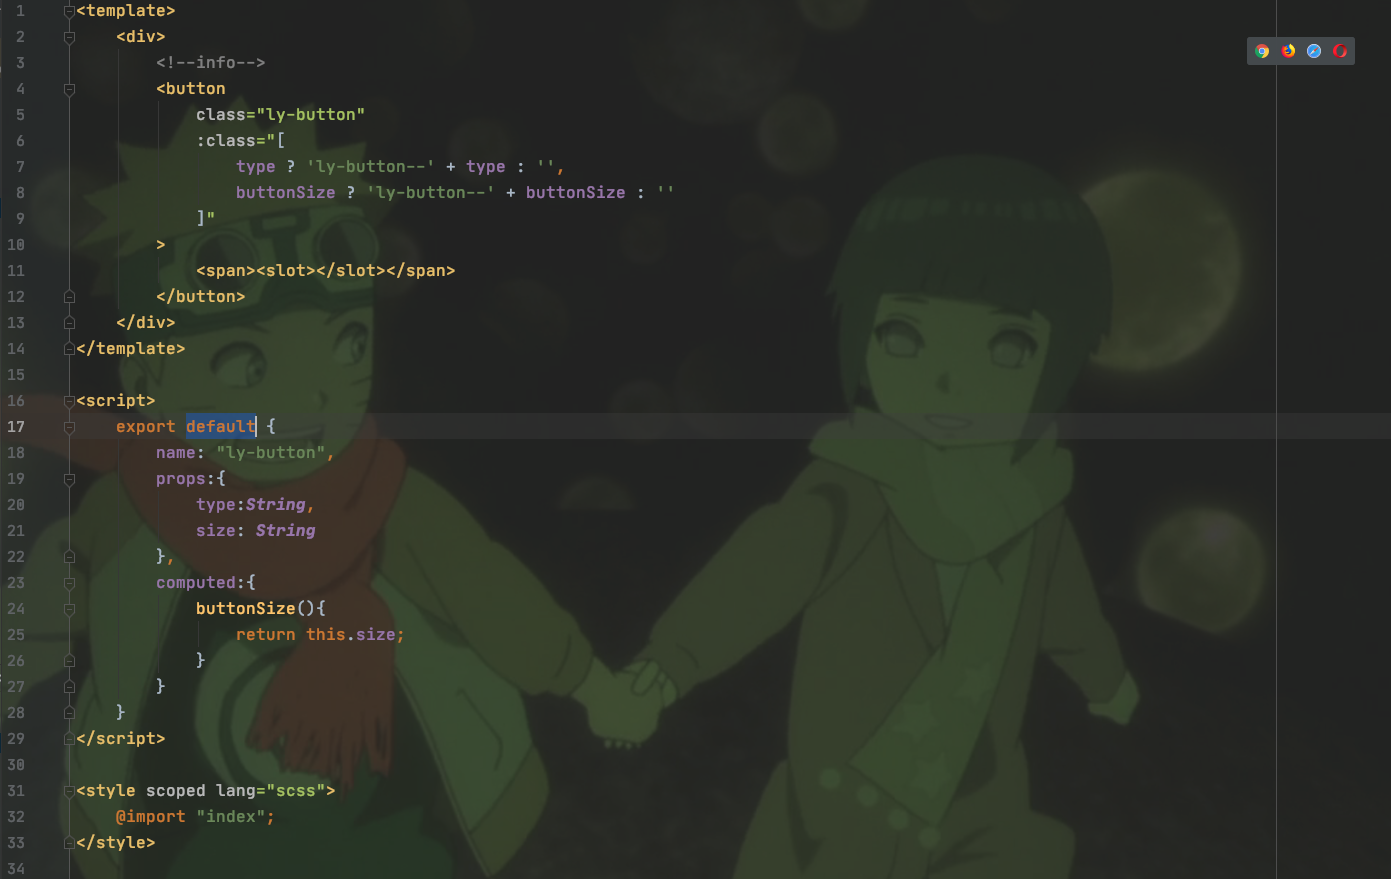 1 <template>
2     <div>
3         <!--info-->
4         <button
5             class="ly-button"
6             :class="[
7                 type ? 'ly-button--' + type : '',
8                 buttonSize ? 'ly-button--' + buttonSize : ''
9             ]"
10         >
11             <span><slot></slot></span>
12         </button>
13     </div>
14 </template>
15
16 <script>
17     export default {
18         name: "ly-button",
19         props:{
20             type:String,
21             size: String
22         },
23         computed:{
24             buttonSize(){
25                 return this.size;
26             }
27         }
28     }
29 </script>
30
31 <style scoped lang="scss">
32     @import "index";
33 </style>
34